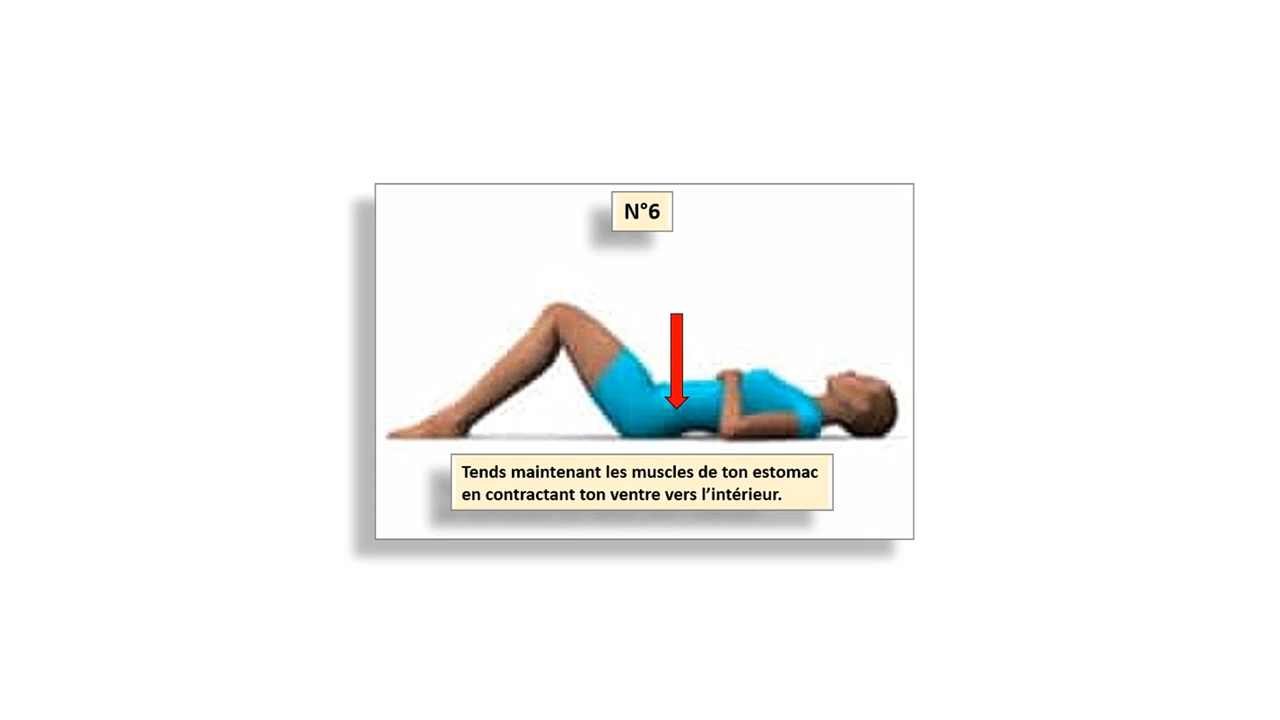 N°6
Tends maintenant les muscles de ton estomac
en contractant ton ventre vers l’intérieur.